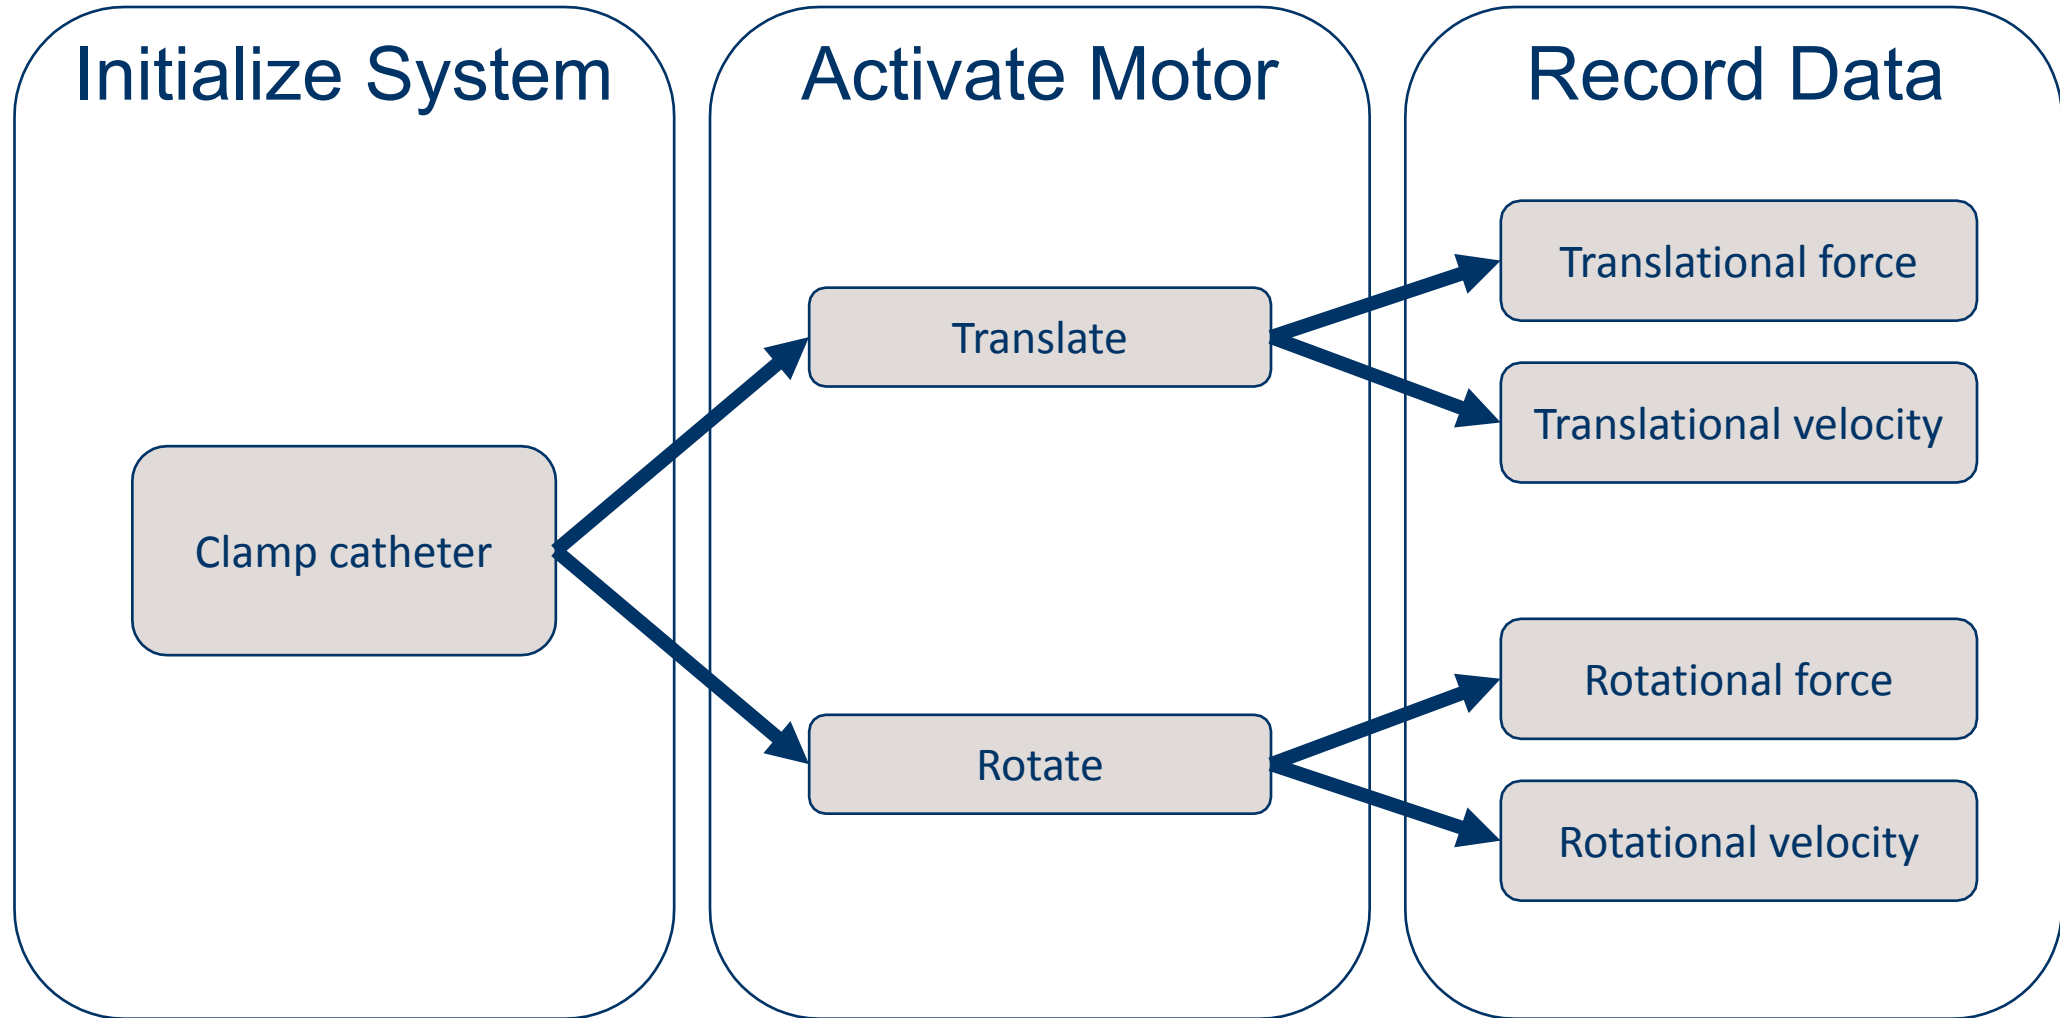 Initialize System
Clamp catheter
Activate Motor
Translate
Rotate
Record Data
Translational force
Translational velocity
Rotational force
Rotational velocity